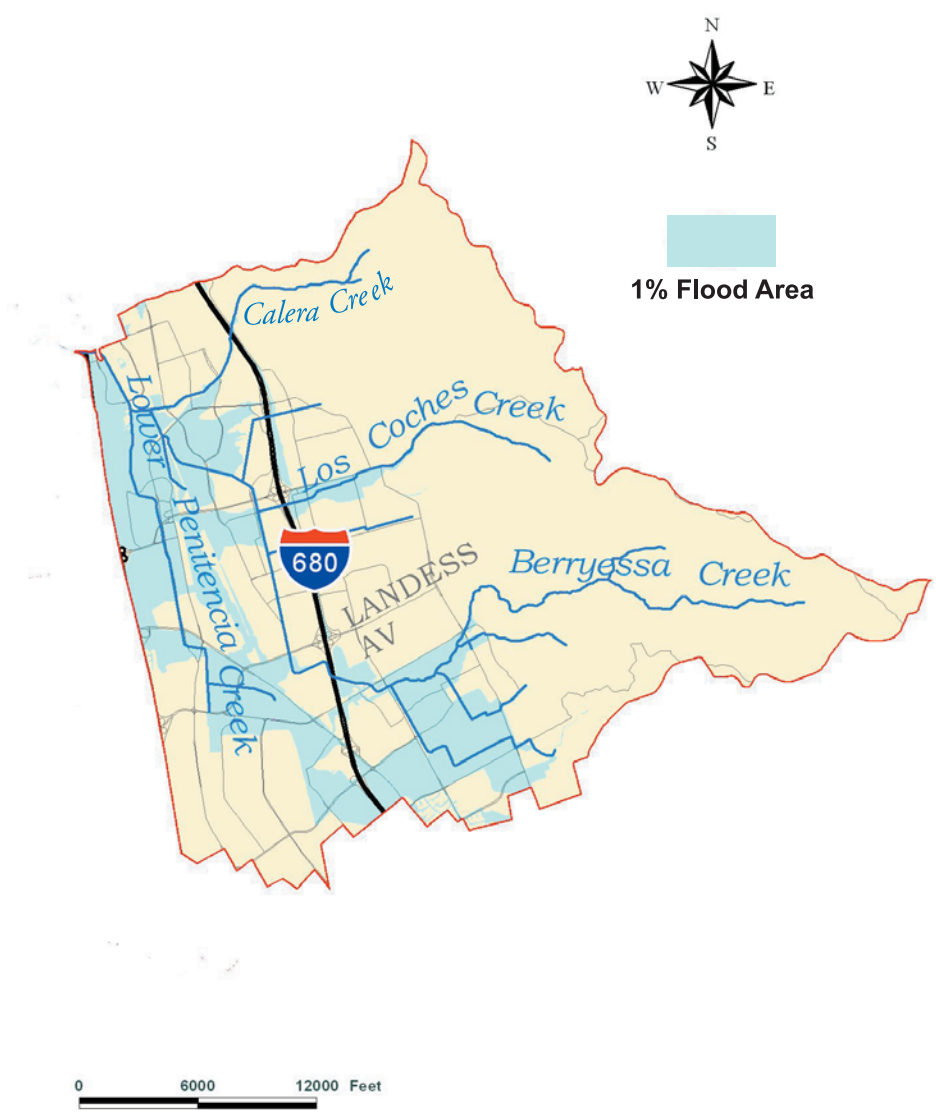 N
W E
S
1% Flood Area
Calera Creek
Lower Penitencia Creek
Los Coches Creek
680
LANDESS
AV
Berryessa Creek
0 6000 12000 Feet